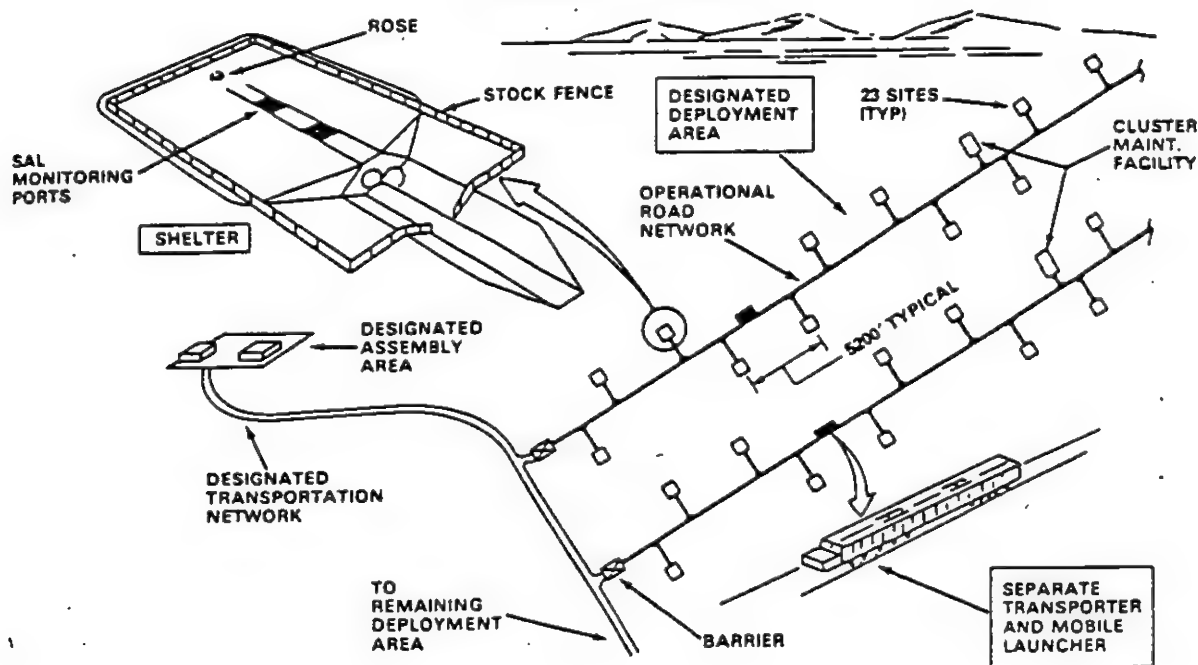 ROSE
STOCK FENCE
SAL
MONITORING
PORTS
SHELTER
DESIGNATED
DEPLOYMENT
AREA
23 SITES
(TYP)
CLUSTER
MAINT.
FACILITY
OPERATIONAL
ROAD
NETWORK
5200' TYPICAL
DESIGNATED
ASSEMBLY
AREA
DESIGNATED
TRANSPORTATION
NETWORK
TO
REMAINING
DEPLOYMENT
AREA
BARRIER
SEPARATE
TRANSPORTER
AND MOBILE
LAUNCHER